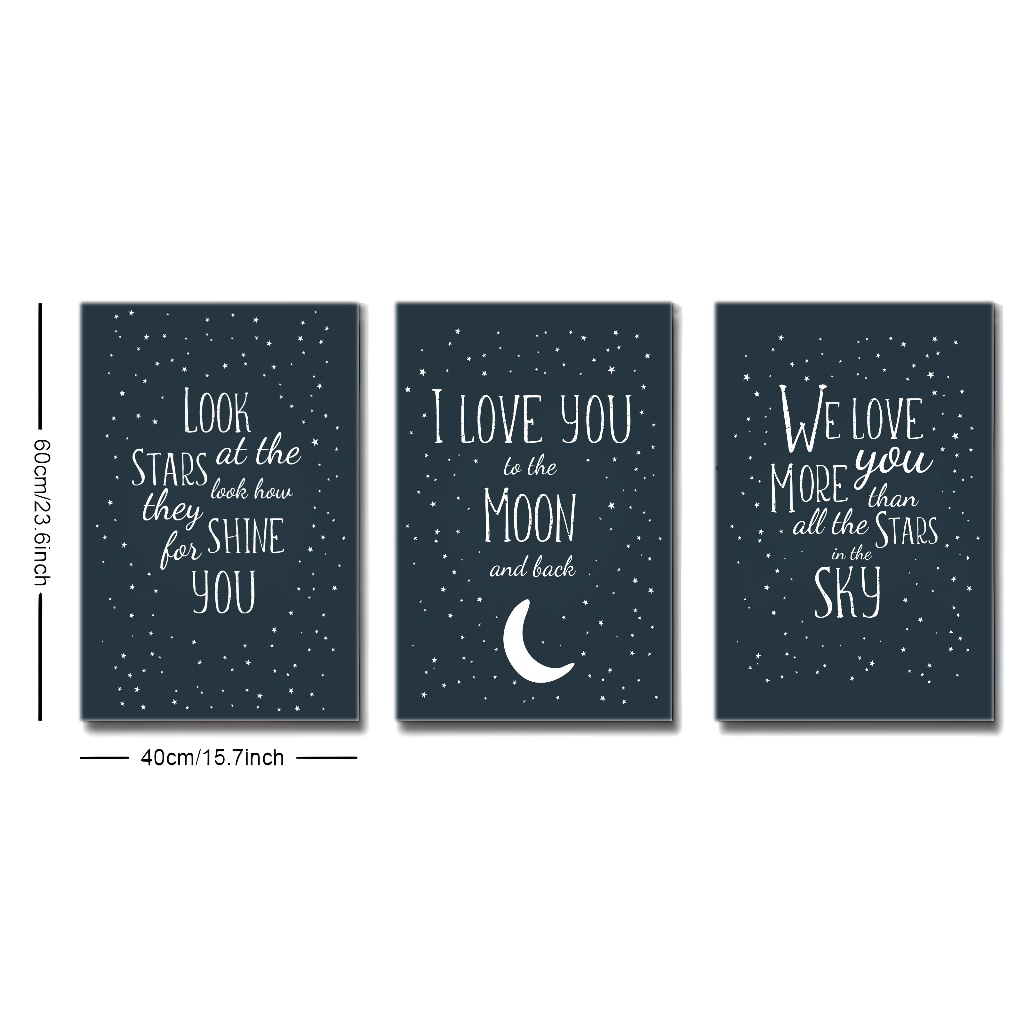 LOOK
at the
STARS
look how
they
SHINE
for
YOU
I LOVE YOU
to the
MOON
and back
WE LOVE
you
MORE
than
all the STARS
in the
SKY
60cm/23.6inch
40cm/15.7inch